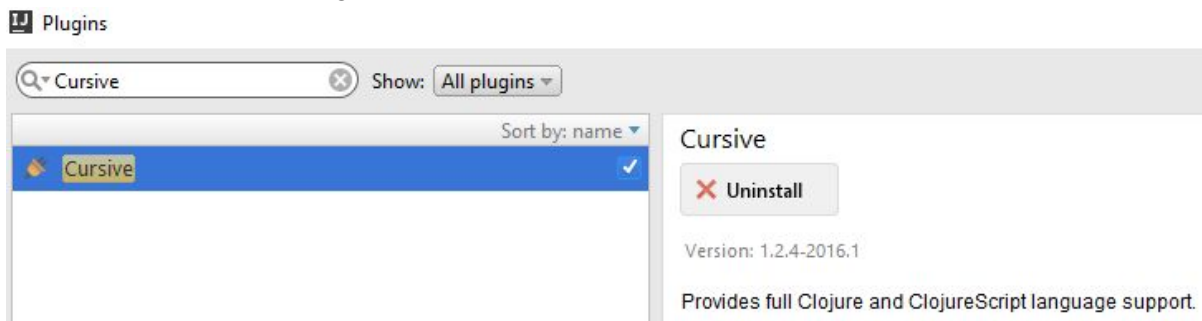 IJ Plugins
Cursive Show: All plugins
Sort by: name
Cursive
Cursive
Uninstall
Version: 1.2.4-2016.1
Provides full Clojure and ClojureScript language support.